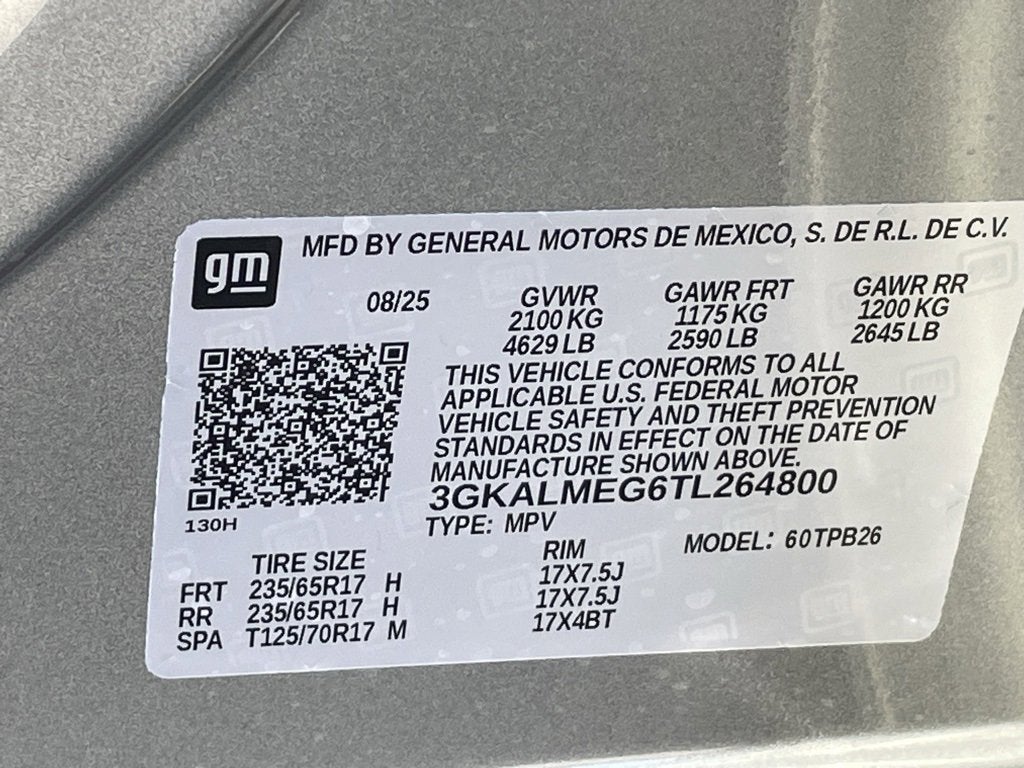 gm
MFD BY GENERAL MOTORS DE MEXICO, S. DE R.L. DE C.V.
08/25 GVWR GAWR FRT GAWR RR
2100 KG 1175 KG 1200 KG
4629 LB 2590 LB 2645 LB
THIS VEHICLE CONFORMS TO ALL
APPLICABLE U.S. FEDERAL MOTOR
VEHICLE SAFETY AND THEFT PREVENTION
STANDARDS IN EFFECT ON THE DATE OF
MANUFACTURE SHOWN ABOVE.
3GKALMEG6TL264800
130H
TYPE: MPV MODEL: 60TPB26
TIRE SIZE RIM
FRT 235/65R17 H 17X7.5J
RR 235/65R17 H 17X7.5J
SPA T125/70R17 M 17X4BT